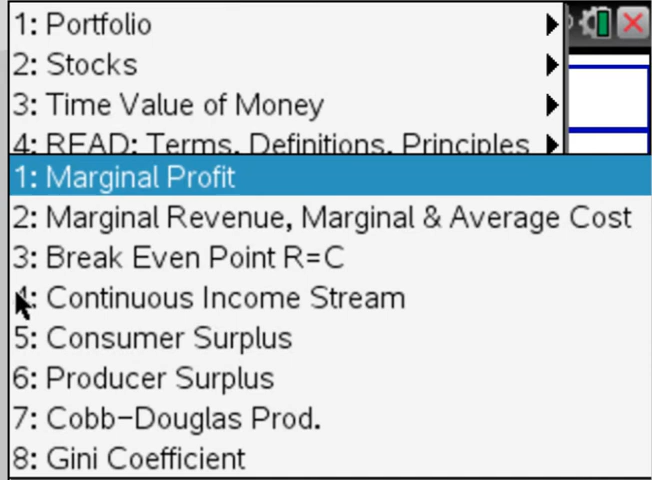 1: Portfolio
2: Stocks
3: Time Value of Money
4: READ: Terms, Definitions, Principles
1: Marginal Profit
2: Marginal Revenue, Marginal & Average Cost
3: Break Even Point R=C
4: Continuous Income Stream
5: Consumer Surplus
6: Producer Surplus
7: Cobb-Douglas Prod.
8: Gini Coefficient